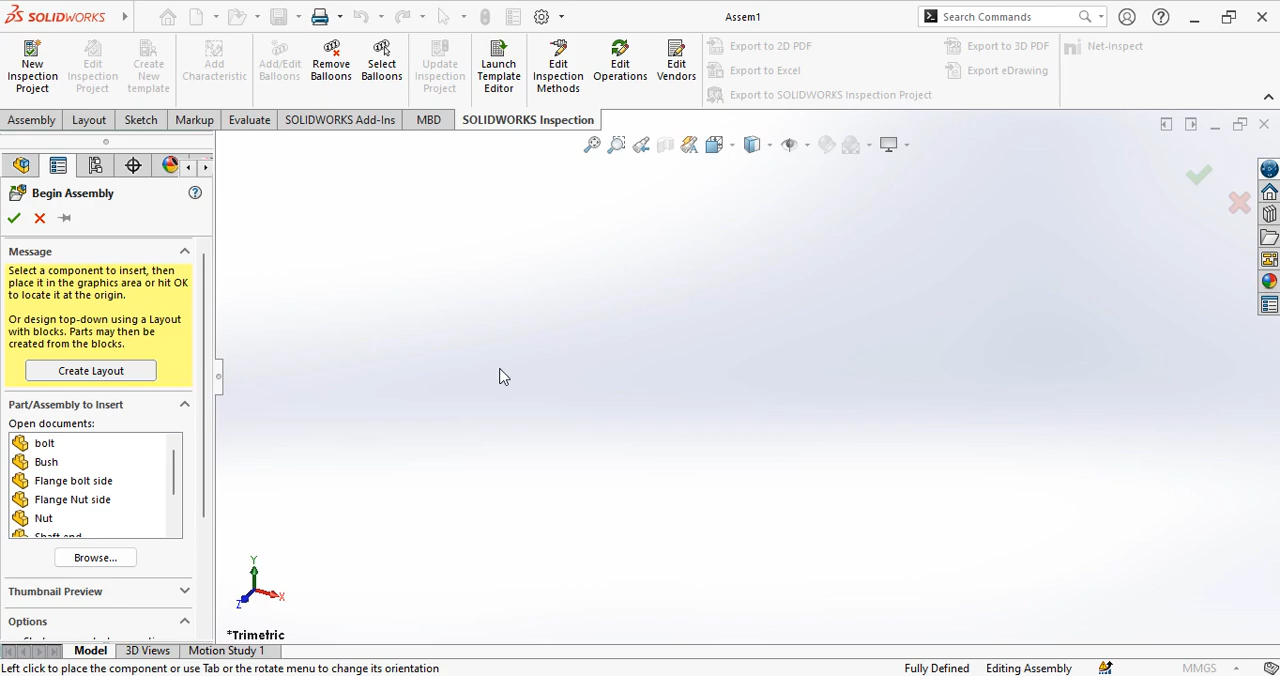 SOLIDWORKS
Assem1
Search Commands
New Inspection Project
Edit Inspection Project
Create New template
Add Characteristic
Add/Edit Balloons
Remove Balloons
Select Balloons
Update Inspection Project
Launch Template Editor
Edit Inspection Methods
Edit Operations
Edit Vendors
Export to 2D PDF
Export to Excel
Export to SOLIDWORKS Inspection Project
Export to 3D PDF
Export eDrawing
Net-Inspect
Assembly
Layout
Sketch
Markup
Evaluate
SOLIDWORKS Add-Ins
MBD
SOLIDWORKS Inspection
Begin Assembly
Message
Select a component to insert, then
place it in the graphics area or hit OK
to locate it at the origin.
Or design top-down using a Layout
with blocks. Parts may then be
created from the blocks.
Create Layout
Part/Assembly to Insert
Open documents:
bolt
Bush
Flange bolt side
Flange Nut side
Nut
Shaft end
Browse...
Thumbnail Preview
Options
Y
X
Z
*Trimetric
Model
3D Views
Motion Study 1
Left click to place the component or use Tab or the rotate menu to change its orientation
Fully Defined
Editing Assembly
MMGS